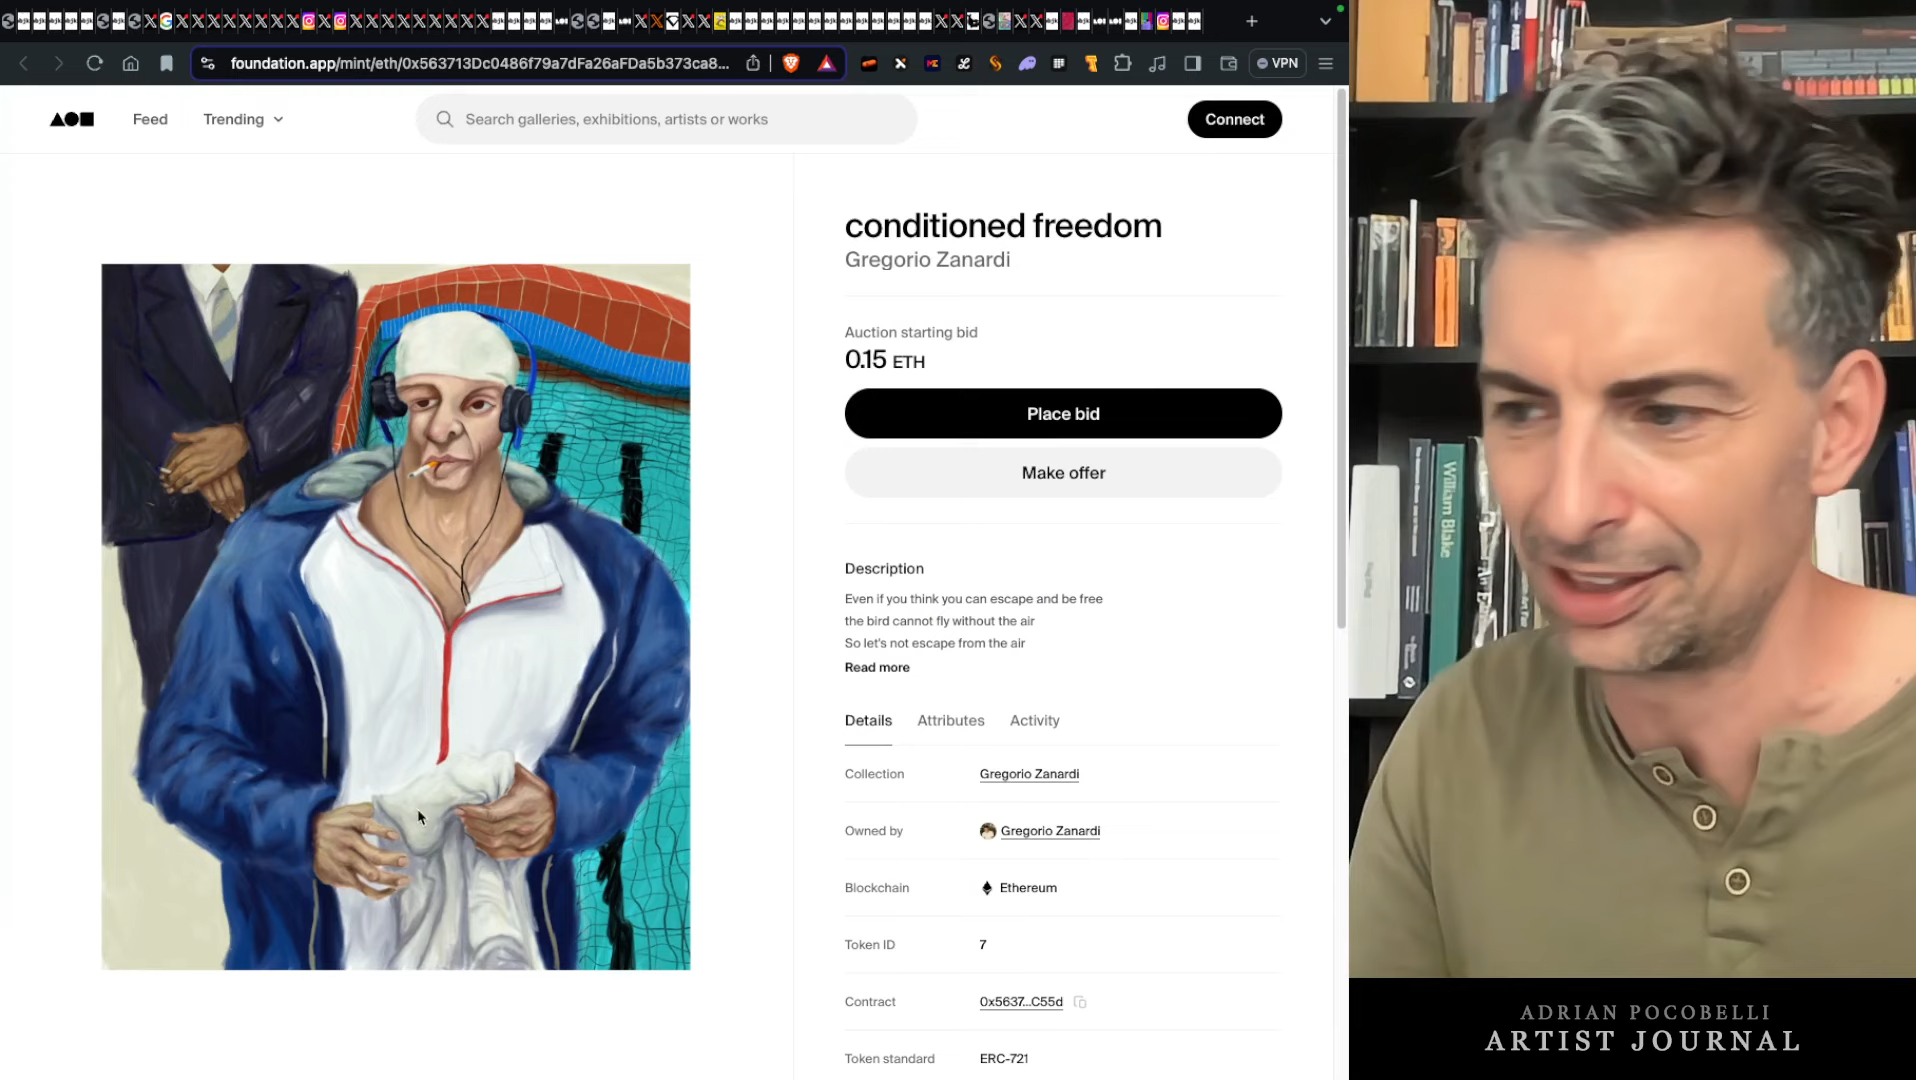 foundation.app/mint/eth/0x563713Dc0486f79a7dFa26aFDa5b373ca8...
VPN
Feed
Trending
Search galleries, exhibitions, artists or works
Connect
conditioned freedom
Gregorio Zanardi
Auction starting bid
0.15 ETH
Place bid
Make offer
Description
Even if you think you can escape and be free
the bird cannot fly without the air
So let's not escape from the air
Read more
Details
Attributes
Activity
Collection
Gregorio Zanardi
Owned by
Gregorio Zanardi
Blockchain
Ethereum
Token ID
7
Contract
0x5637...C55d
Token standard
ERC-721
William Blake
ADRIAN POCOBELLI
ARTIST JOURNAL